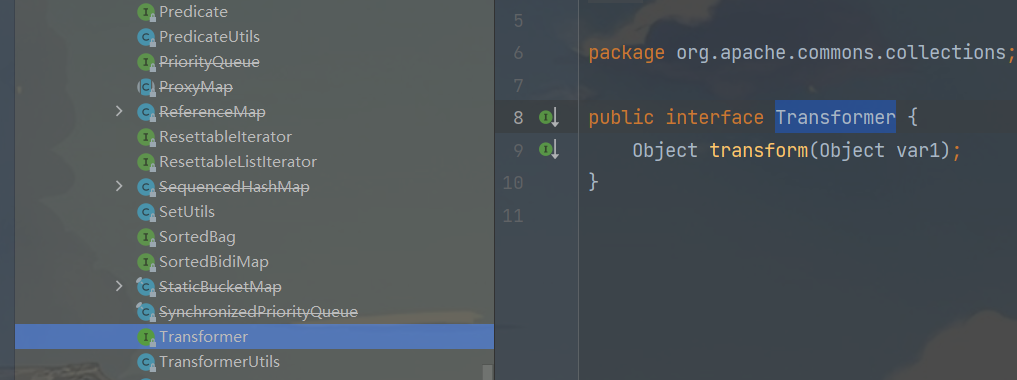 Predicate
PredicateUtils
PriorityQueue
ProxyMap
ReferenceMap
ResettableIterator
ResettableListIterator
SequencedHashMap
SetUtils
SortedBag
SortedBidiMap
StaticBucketMap
SynchronizedPriorityQueue
Transformer
TransformerUtils
5
6 package org.apache.commons.collections;
7
8 public interface Transformer {
9 Object transform(Object var1);
10 }
11